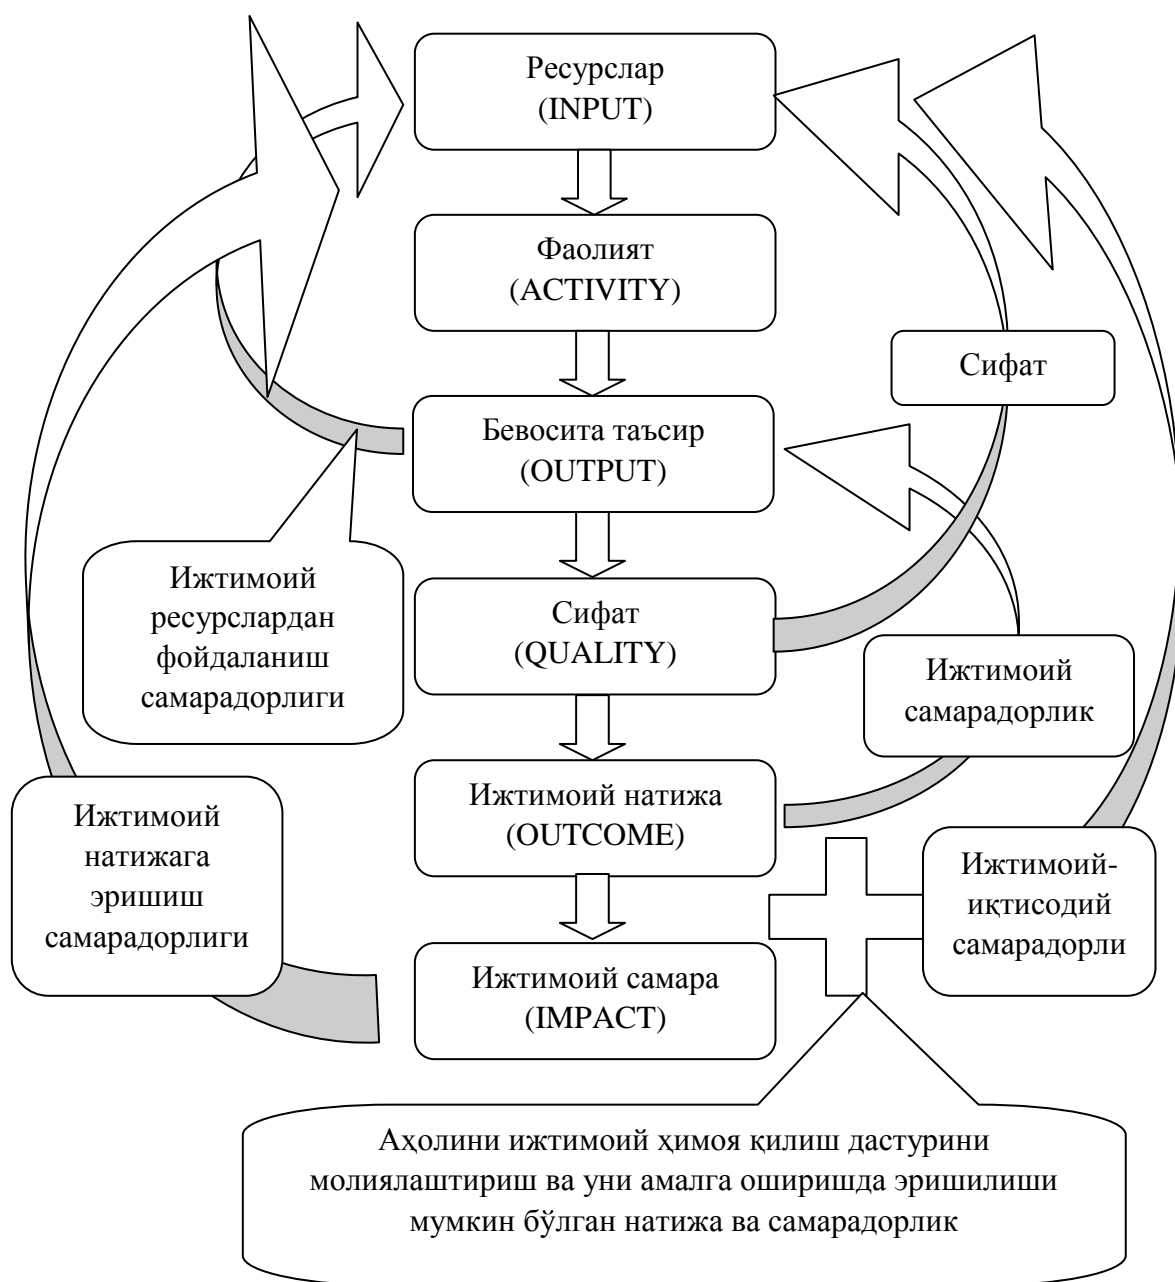 Ресурслар
(INPUT)
Фаолият
(ACTIVITY)
Сифат
Бевосита таъсир
(OUTPUT)
Ижтимоий
ресурслардан
фойдаланиш
самарадорлиги
Сифат
(QUALITY)
Ижтимоий
самарадорлик
Ижтимоий натижа
(OUTCOME)
Ижтимоий
натижага
эришиш
самарадорлиги
Ижтимоий-
иқтисодий
самарадорли
Ижтимоий самара
(IMPACT)
Аҳолини ижтимоий ҳимоя қилиш дастурини
молиялаштириш ва уни амалга оширишда эришилиши
мумкин бўлган натижа ва самарадорлик